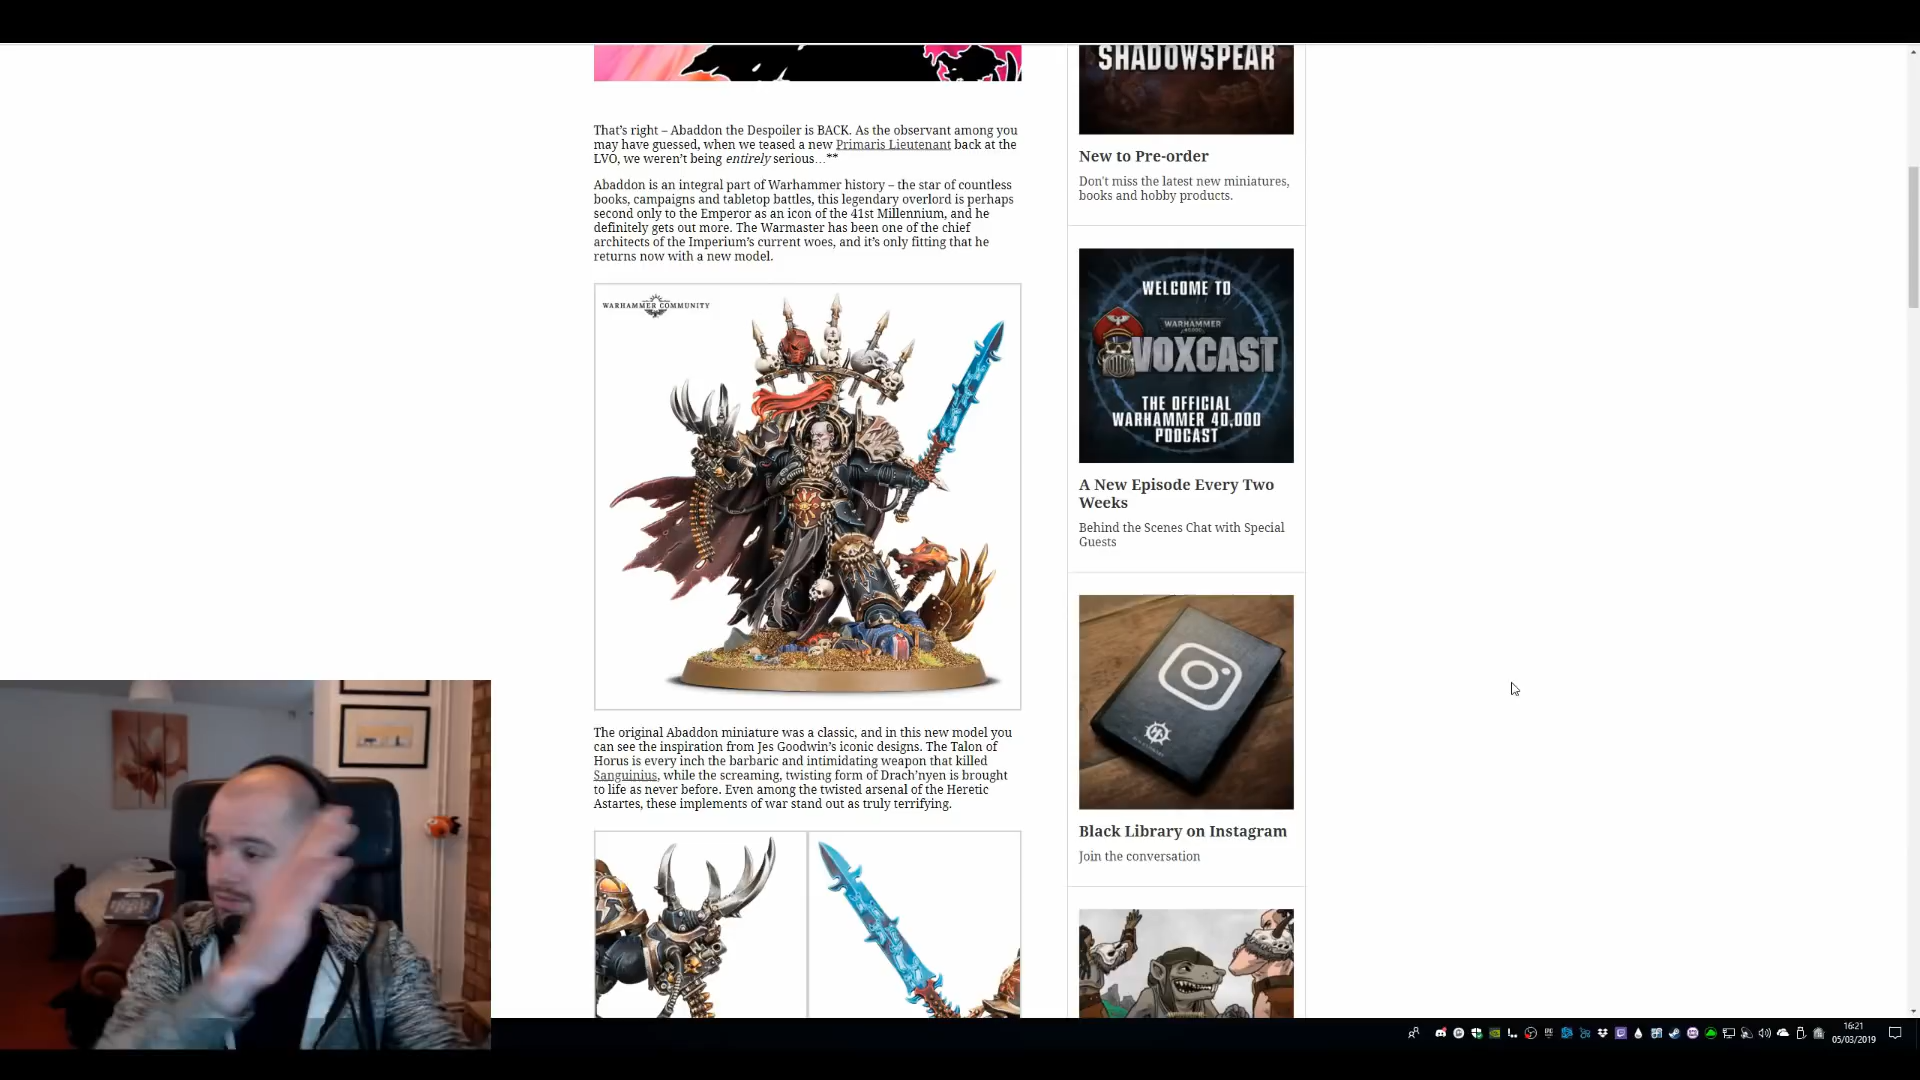 That's right – Abaddon the Despoiler is BACK. As the observant among you
may have guessed, when we teased a new Primaris Lieutenant back at the
LVO, we weren't being entirely serious…**
Abaddon is an integral part of Warhammer history – the star of countless
books, campaigns and tabletop battles, this legendary overlord is perhaps
second only to the Emperor as an icon of the 41st Millennium, and he
definitely gets out more. The Warmaster has been one of the chief
architects of the Imperium's current woes, and it's only fitting that he
returns now with a new model.
WARHAMMER COMMUNITY
The original Abaddon miniature was a classic, and in this new model you
can see the inspiration from Jes Goodwin's iconic designs. The Talon of
Horus is every inch the barbaric and intimidating weapon that killed
Sanguinius, while the screaming, twisting form of Drach'nyen is brought
to life as never before. Even among the twisted arsenal of the Heretic
Astartes, these implements of war stand out as truly terrifying.
SHADOWSPEAR
New to Pre-order
Don't miss the latest new miniatures,
books and hobby products.
WELCOME TO
WARHAMMER
40,000
VOXCAST
THE OFFICIAL
WARHAMMER 40,000
PODCAST
A New Episode Every Two
Weeks
Behind the Scenes Chat with Special
Guests
Black Library on Instagram
Join the conversation
16:21
05/03/2019